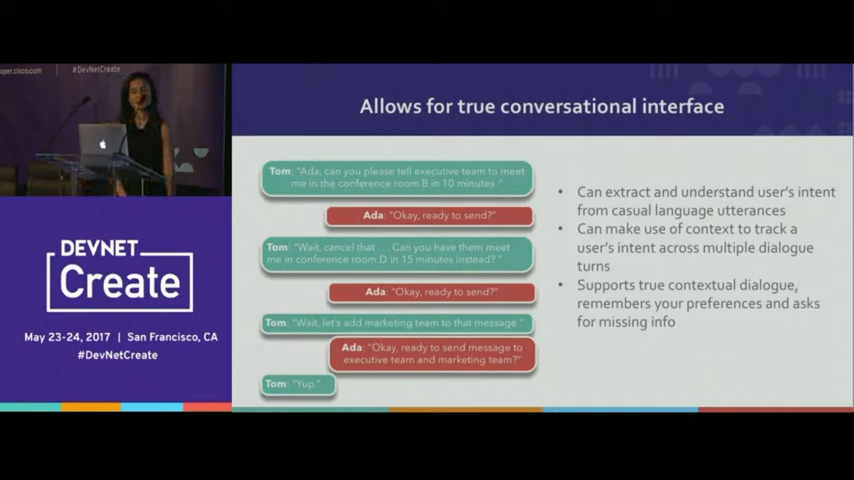 oper.cisco.com
#DevNetCreate
DEVNET
Create
May 23-24, 2017 | San Francisco, CA
#DevNetCreate
Allows for true conversational interface
Tom: "Ada, can you please tell executive team to meet
me in the conference room B in 10 minutes."
Ada: "Okay, ready to send?"
Tom: "Wait, cancel that . . . Can you have them meet
me in conference room D in 15 minutes instead? "
Ada: "Okay, ready to send?"
Tom: "Wait, let's add marketing team to that message "
Ada: "Okay, ready to send message to
executive team and marketing team?"
Tom: "Yup."
• Can extract and understand user's intent
from casual language utterances
• Can make use of context to track a
user's intent across multiple dialogue
turns
• Supports true contextual dialogue,
remembers your preferences and asks
for missing info